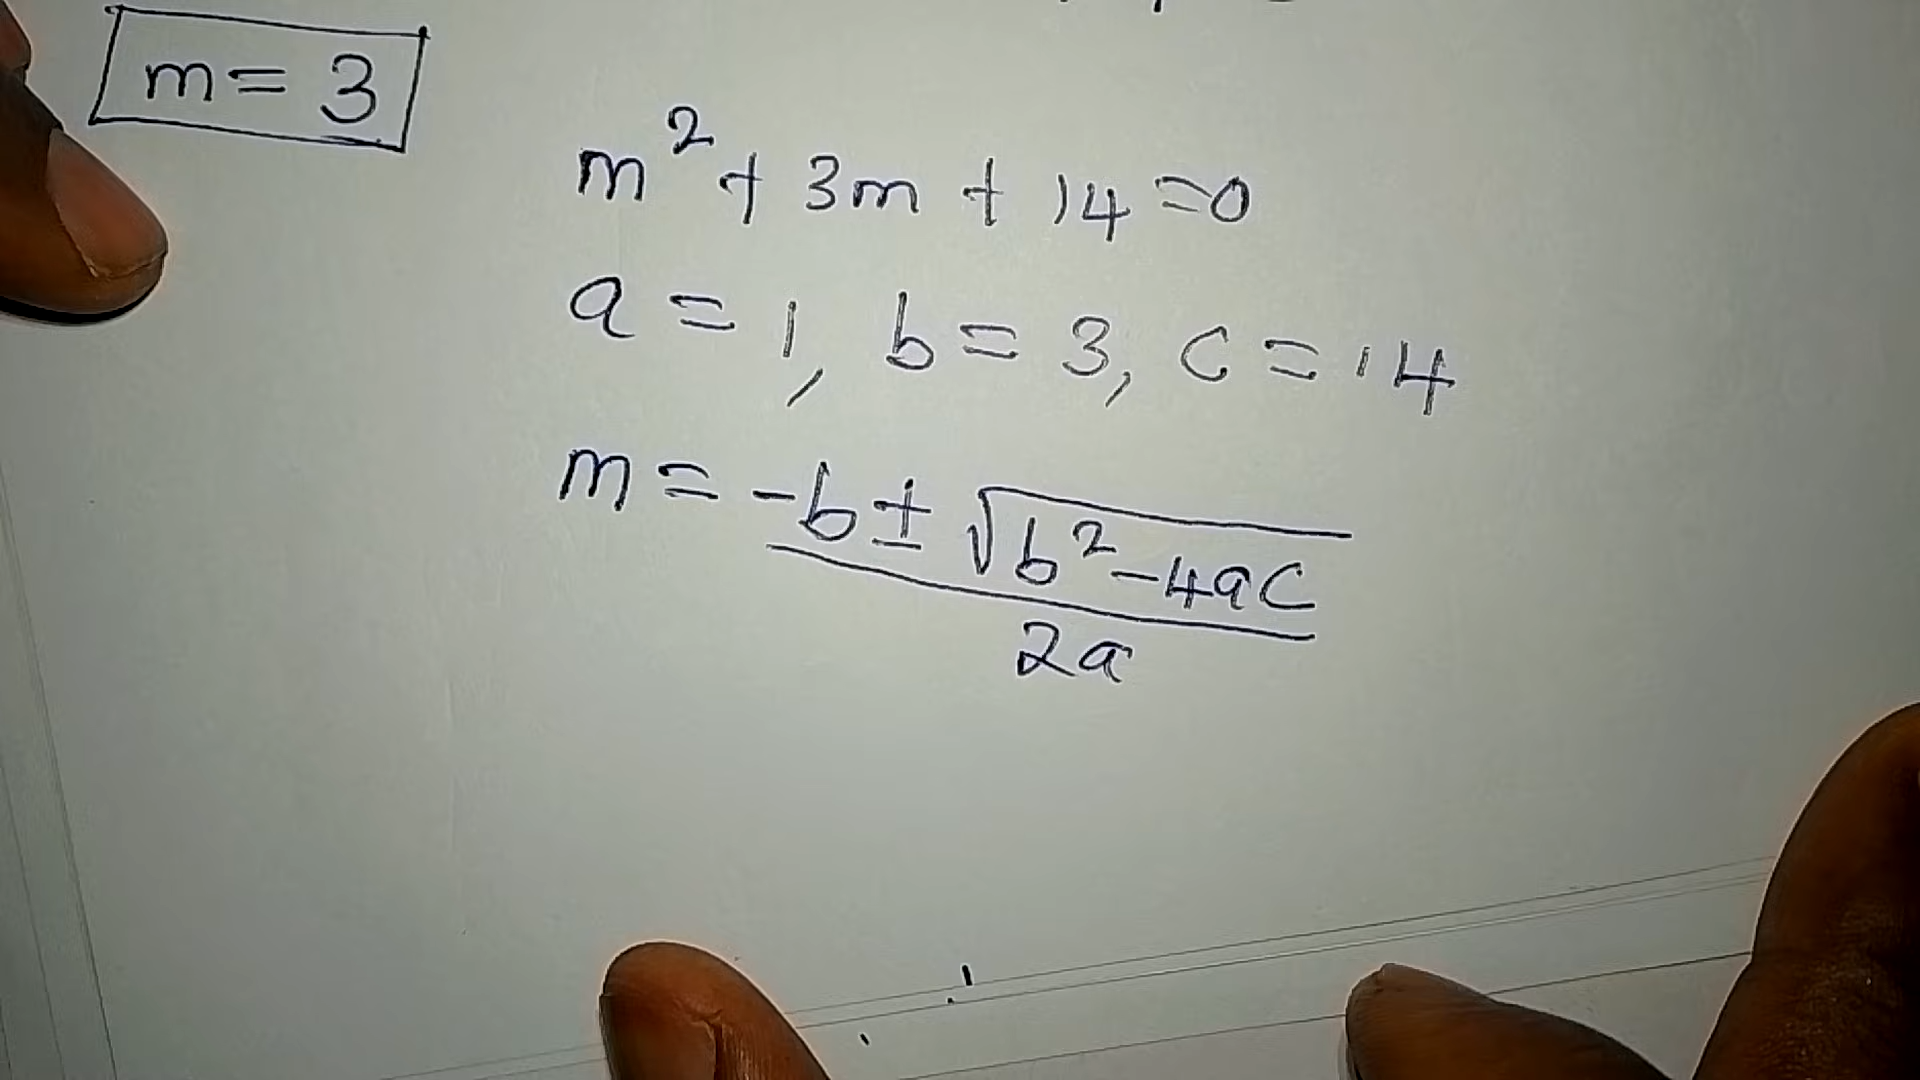 m = 3
m² + 3m + 14 = 0
a = 1, b = 3, c = 14
m = -b ± √b² - 4ac
2a